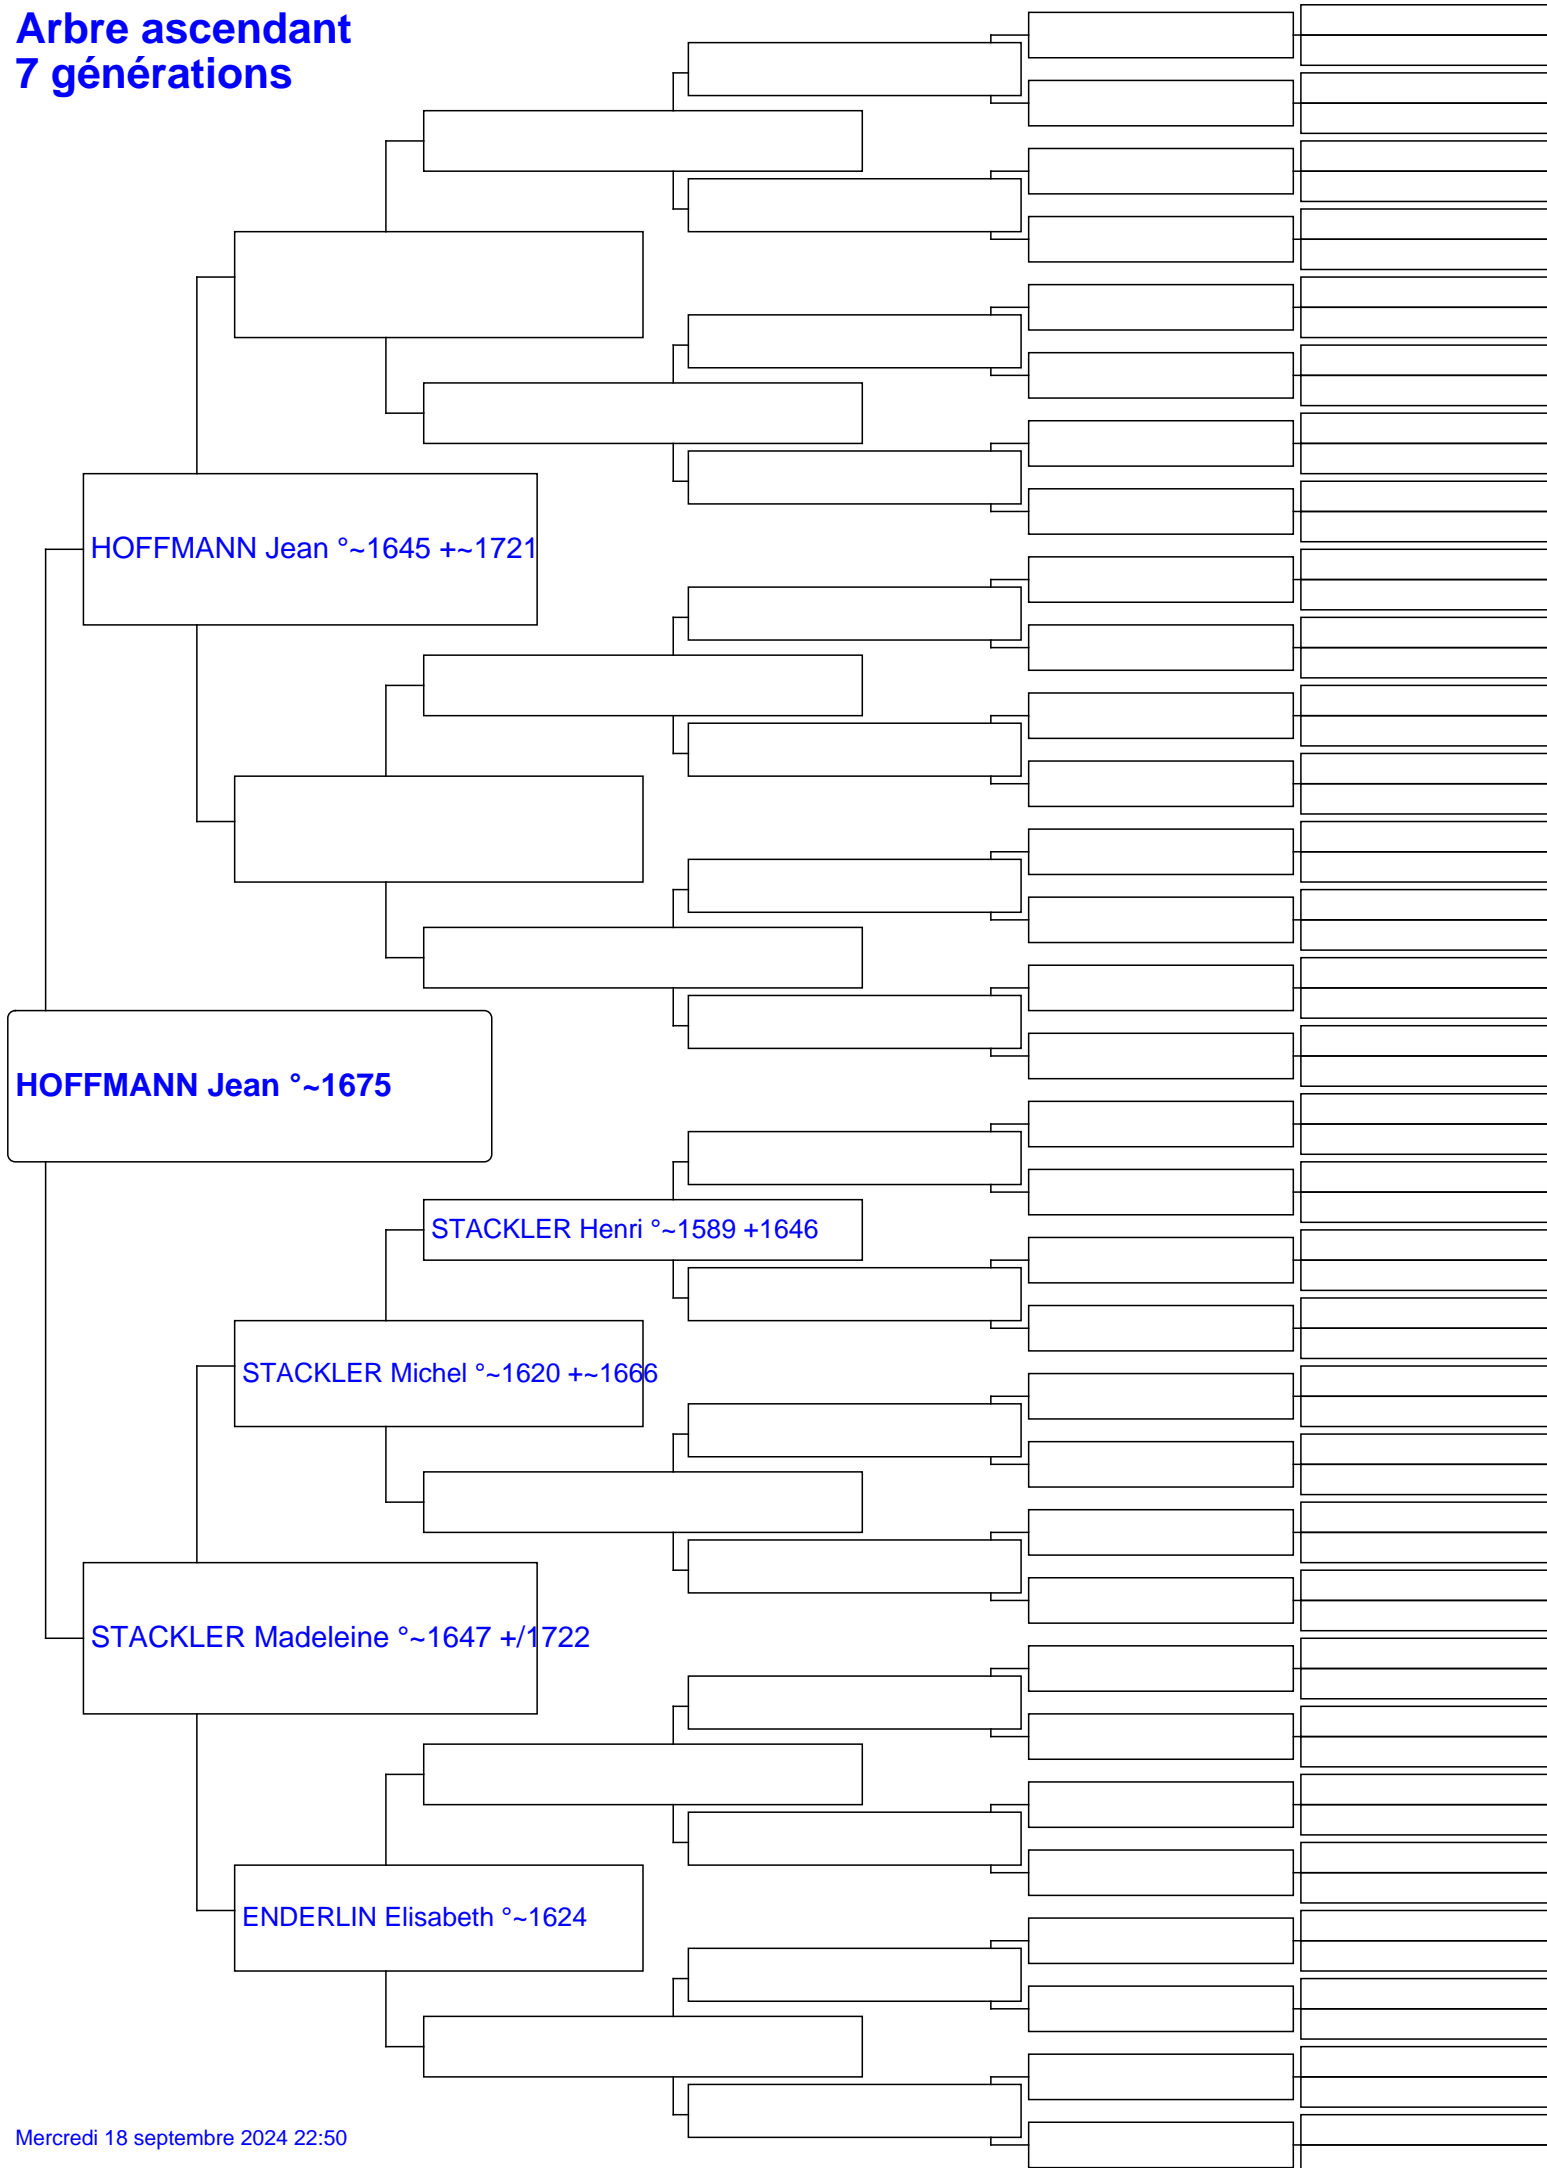 Arbre ascendant
7 générations
HOFFMANN Jean °~1645 +~1721
HOFFMANN Jean °~1675
STACKLER Henri °~1589 +1646
STACKLER Michel °~1620 +~1666
STACKLER Madeleine °~1647 +/1722
ENDERLIN Elisabeth °~1624
Mercredi 18 septembre 2024 22:50